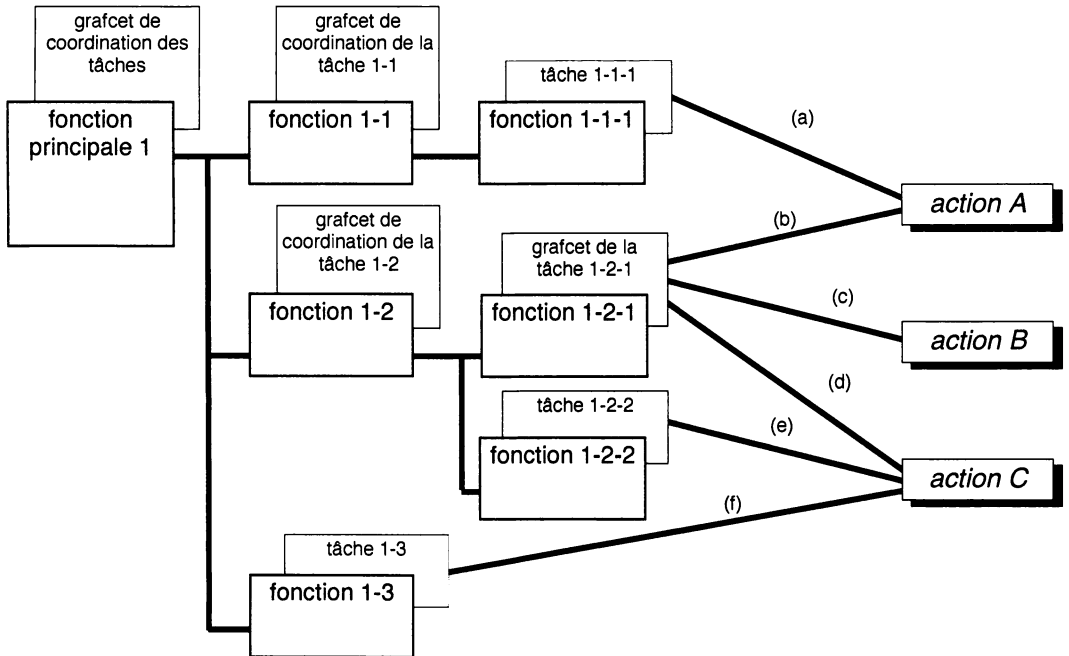 grafcet de
coordination des
tâches
fonction
principale 1
grafcet de
coordination de la
tâche 1-1
fonction 1-1
tâche 1-1-1
fonction 1-1-1
(a)
action A
(b)
grafcet de
coordination de la
tâche 1-2
fonction 1-2
grafcet de la
tâche 1-2-1
fonction 1-2-1
(c)
action B
(d)
tâche 1-2-2
fonction 1-2-2
(e)
action C
(f)
tâche 1-3
fonction 1-3